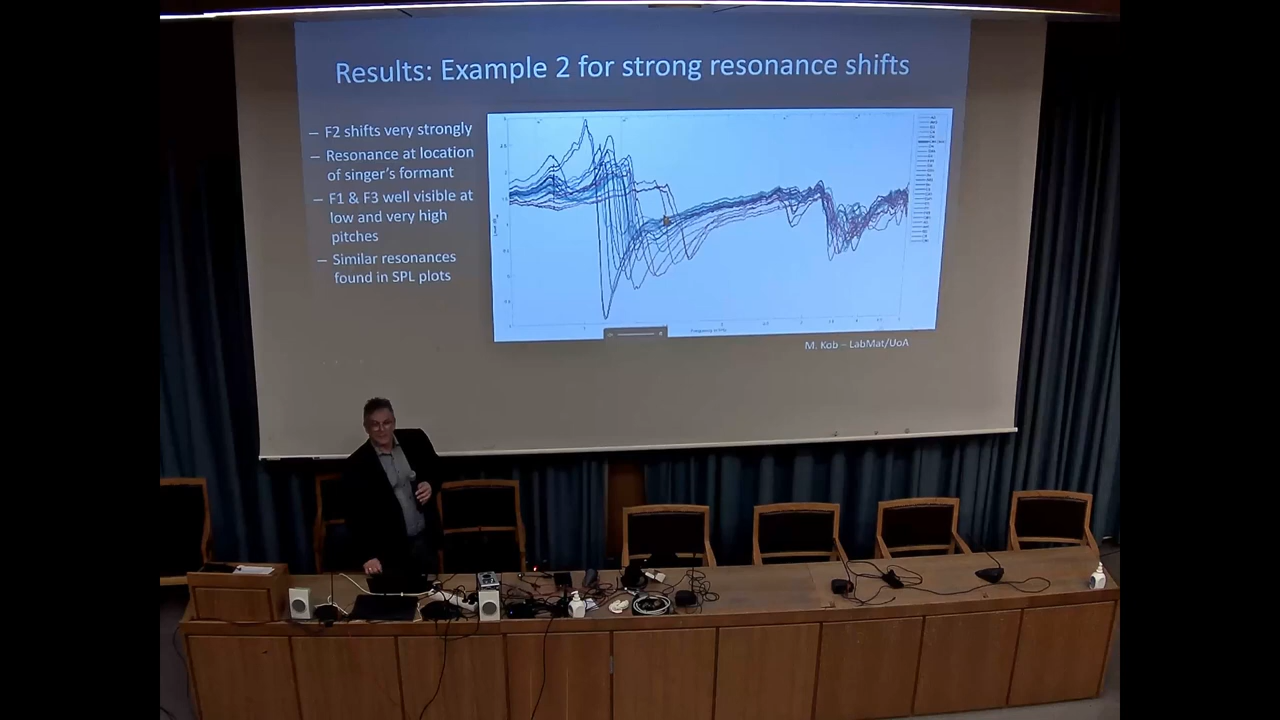 Results: Example 2 for strong resonance shifts
– F2 shifts very strongly
– Resonance at location
of singer's formant
– F1 & F3 well visible at
low and very high
pitches
– Similar resonances
found in SPL plots
M. Kob – LabMat/UoA